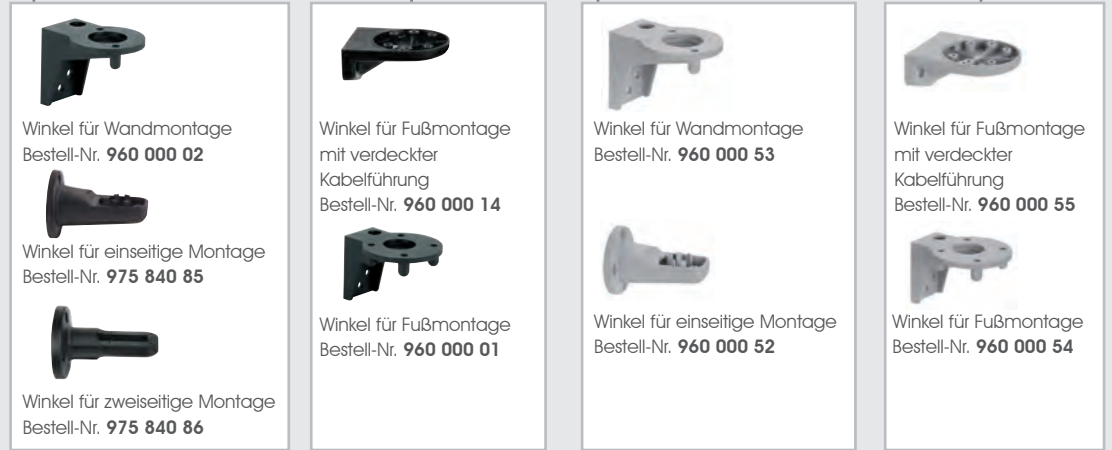 Winkel für Wandmontage
Bestell-Nr. 960 000 02
Winkel für einseitige Montage
Bestell-Nr. 975 840 85
Winkel für zweiseitige Montage
Bestell-Nr. 975 840 86
Winkel für Fußmontage
mit verdeckter
Kabelführung
Bestell-Nr. 960 000 14
Winkel für Fußmontage
Bestell-Nr. 960 000 01
Winkel für Wandmontage
Bestell-Nr. 960 000 53
Winkel für einseitige Montage
Bestell-Nr. 960 000 52
Winkel für Fußmontage
mit verdeckter
Kabelführung
Bestell-Nr. 960 000 55
Winkel für Fußmontage
Bestell-Nr. 960 000 54